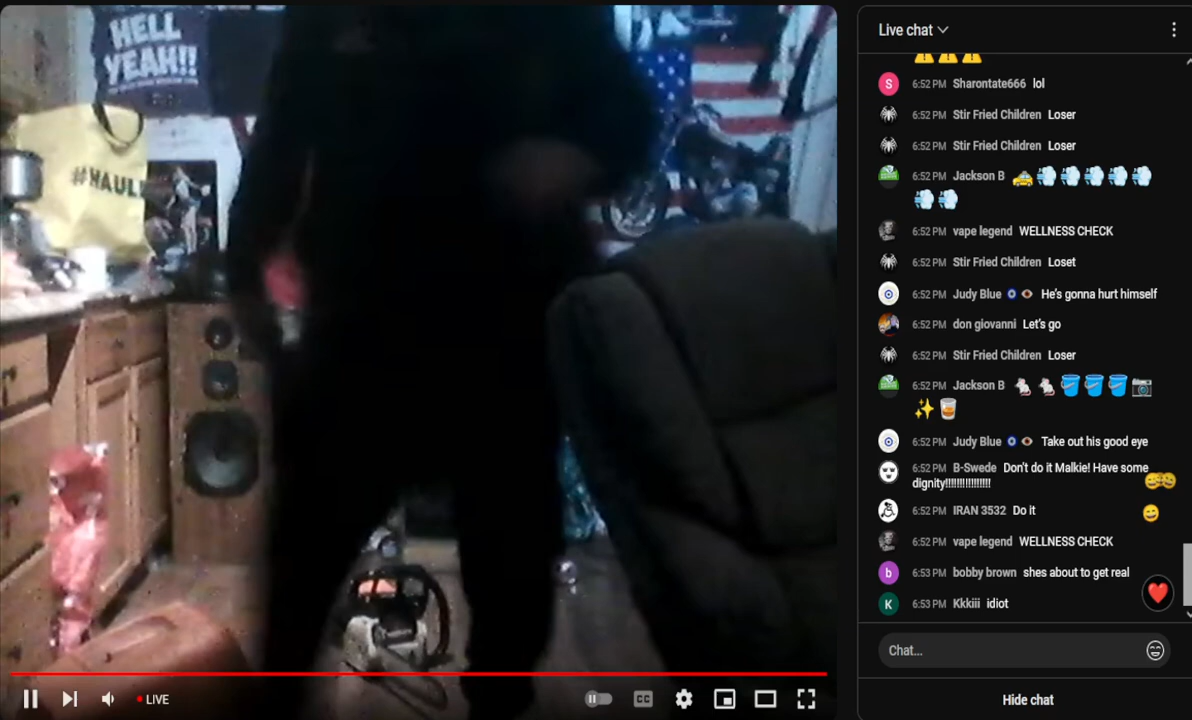 HELL
YEAH!!
#HAUL
LIVE
CC
Live chat
6:52 PM Sharontate666 lol
6:52 PM Stir Fried Children Loser
6:52 PM Stir Fried Children Loser
6:52 PM Jackson B 🚕💨💨💨💨💨
💨💨
6:52 PM vape legend WELLNESS CHECK
6:52 PM Stir Fried Children Loset
6:52 PM Judy Blue 🧿 👁 He's gonna hurt himself
6:52 PM don giovanni Let's go
6:52 PM Stir Fried Children Loser
6:52 PM Jackson B 🐁🐁🪣🪣🪣📷
✨🥃
6:52 PM Judy Blue 🧿 👁 Take out his good eye
6:52 PM B-Swede Don't do it Malkie! Have some
dignity!!!!!!!!!!!!!!!!
6:52 PM IRAN 3532 Do it
6:52 PM vape legend WELLNESS CHECK
6:53 PM bobby brown shes about to get real
6:53 PM Kkkiii idiot
Chat...
Hide chat